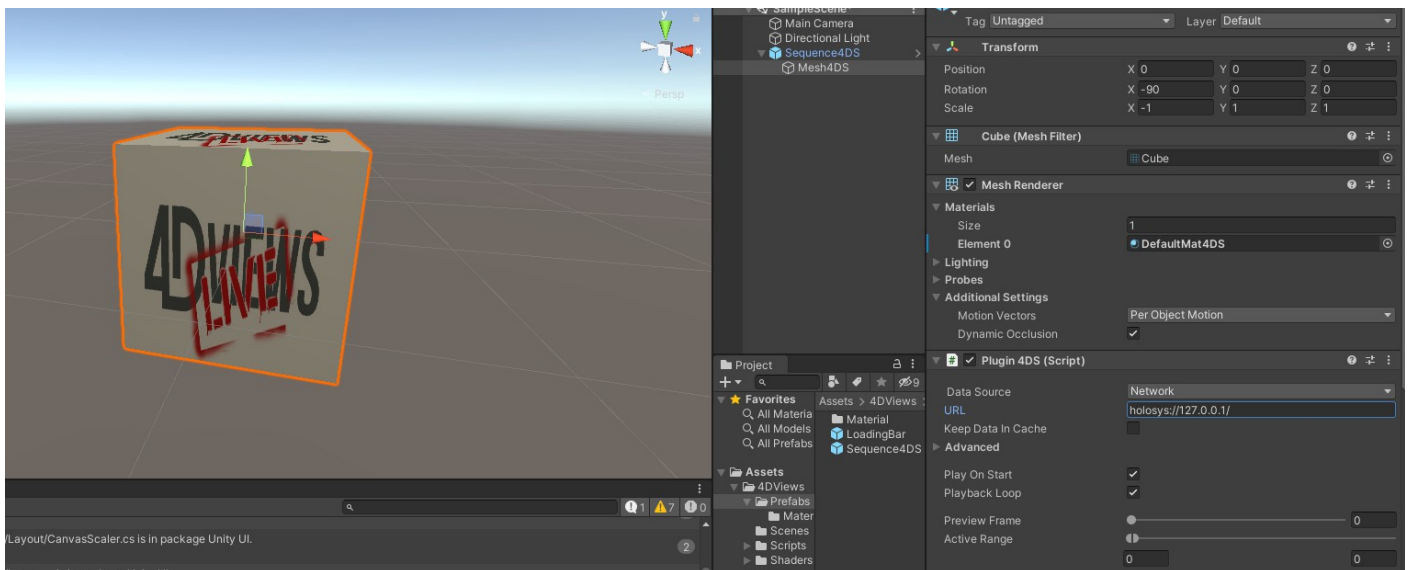 SampleScene*
Main Camera
Directional Light
Sequence4DS
Mesh4DS
y
x
Persp
4DVIEWS
4DVIEWS
LIVE
Tag Untagged Layer Default
Transform
Position X 0 Y 0 Z 0
Rotation X -90 Y 0 Z 0
Scale X -1 Y 1 Z 1
Cube (Mesh Filter)
Mesh Cube
Mesh Renderer
Materials
Size 1
Element 0 DefaultMat4DS
Lighting
Probes
Additional Settings
Motion Vectors Per Object Motion
Dynamic Occlusion
Plugin 4DS (Script)
Data Source Network
URL holosys://127.0.0.1/
Keep Data In Cache
Advanced
Play On Start
Playback Loop
Preview Frame 0
Active Range
0 0
Project
9
Favorites
All Materia
All Models
All Prefabs
Assets
4DViews
Prefabs
Mater
Scenes
Scripts
Shaders
Assets > 4DViews >
Material
LoadingBar
Sequence4DS
1 7 0
/Layout/CanvasScaler.cs is in package Unity UI.
2